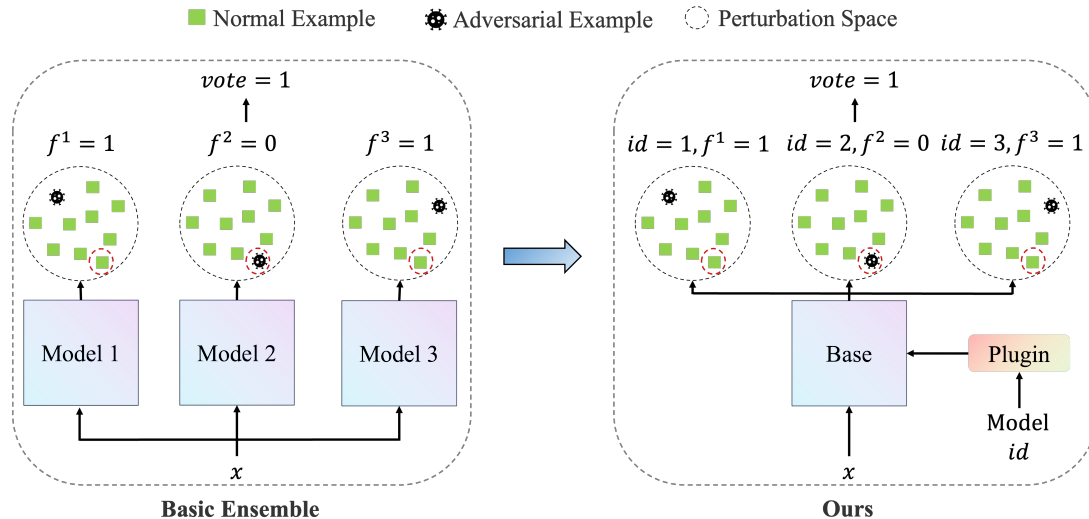 Normal Example
Adversarial Example
Perturbation Space
vote = 1
f¹ = 1
f² = 0
f³ = 1
Model 1
Model 2
Model 3
x
Basic Ensemble
vote = 1
id = 1, f¹ = 1
id = 2, f² = 0
id = 3, f³ = 1
Base
Plugin
Model
id
x
Ours